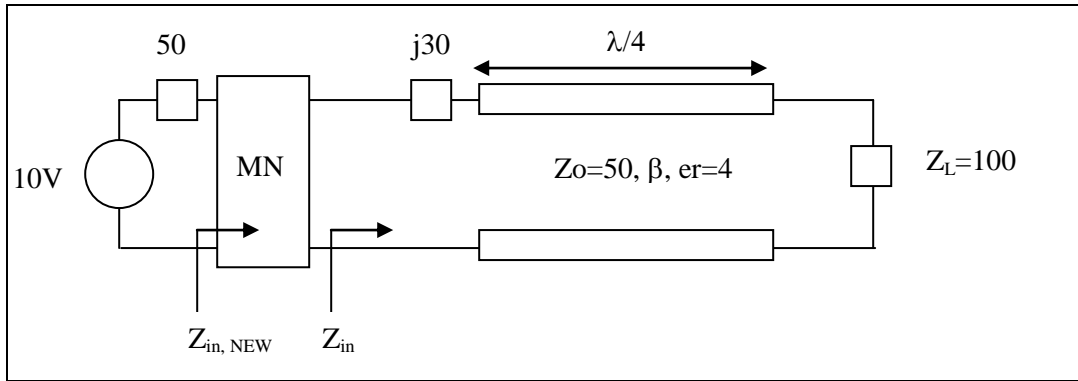 50
j30
λ/4
10V
MN
Zo=50, β, er=4
ZL=100
Zin, NEW
Zin